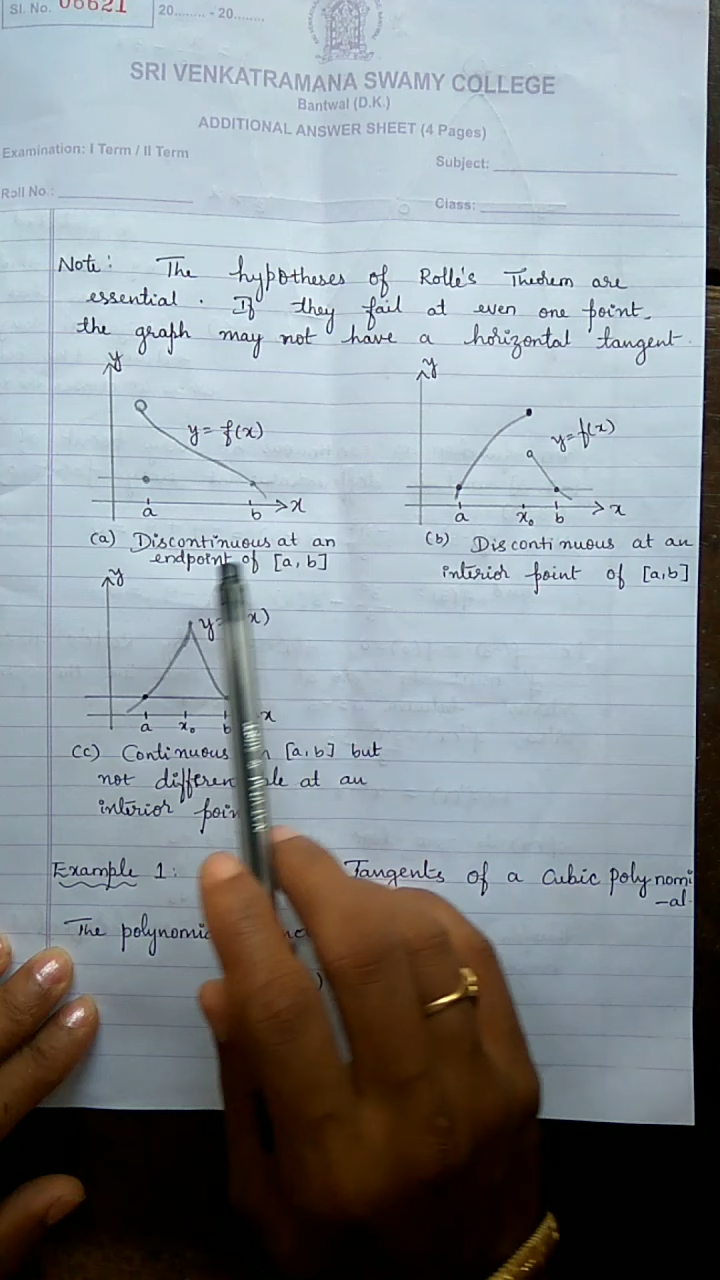 Sl. No. 06621
20........ - 20........
SRI VENKATRAMANA SWAMY COLLEGE
Bantwal (D.K.)
ADDITIONAL ANSWER SHEET (4 Pages)
Examination: I Term / II Term
Subject:
Roll No :
Class:
Note: The hypotheses of Rolle's Theorem are
essential. If they fail at even one point.
the graph may not have a horizontal tangent.
y
y = f(x)
a b x
(a) Discontinuous at an
endpoint of [a, b]
y
y=f(x)
a x₀ b x
(b) Discontinuous at an
interior point of [a,b]
y
y= x)
a x₀ b x
(c) Continuous [a,b] but
not at an
interior
Example 1: Tangents of a Cubic polynomi
-al.
The
)